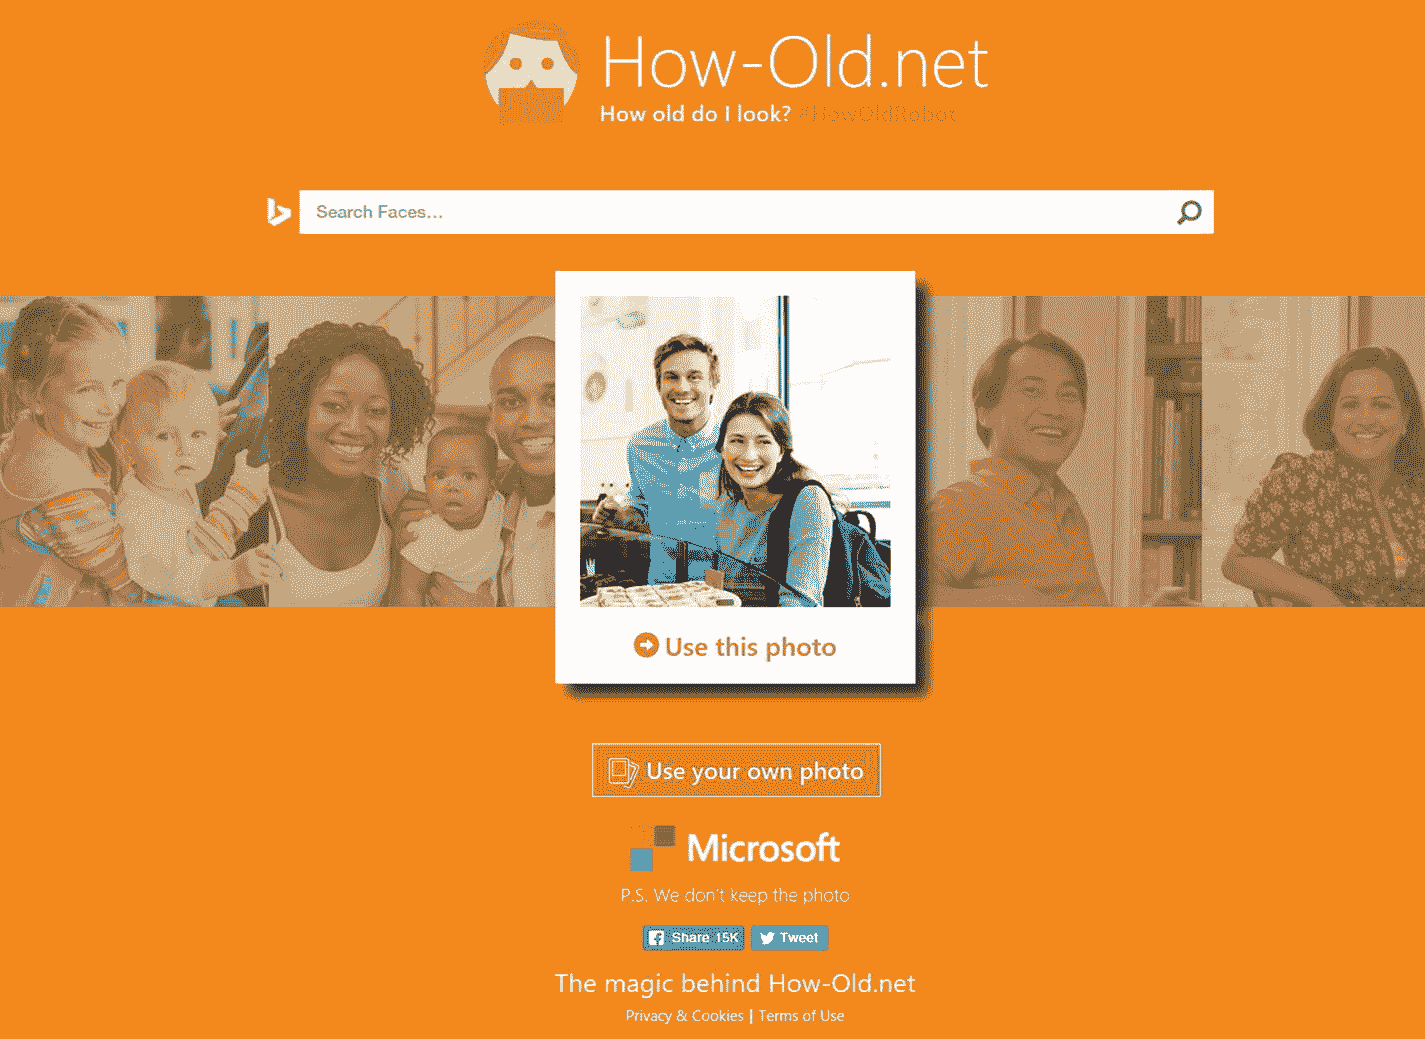 How-Old.net
How old do I look? #HowOldRobot
Search Faces...
Use this photo
Use your own photo
Microsoft
P.S. We don't keep the photo
Share 15K Tweet
The magic behind How-Old.net
Privacy & Cookies | Terms of Use